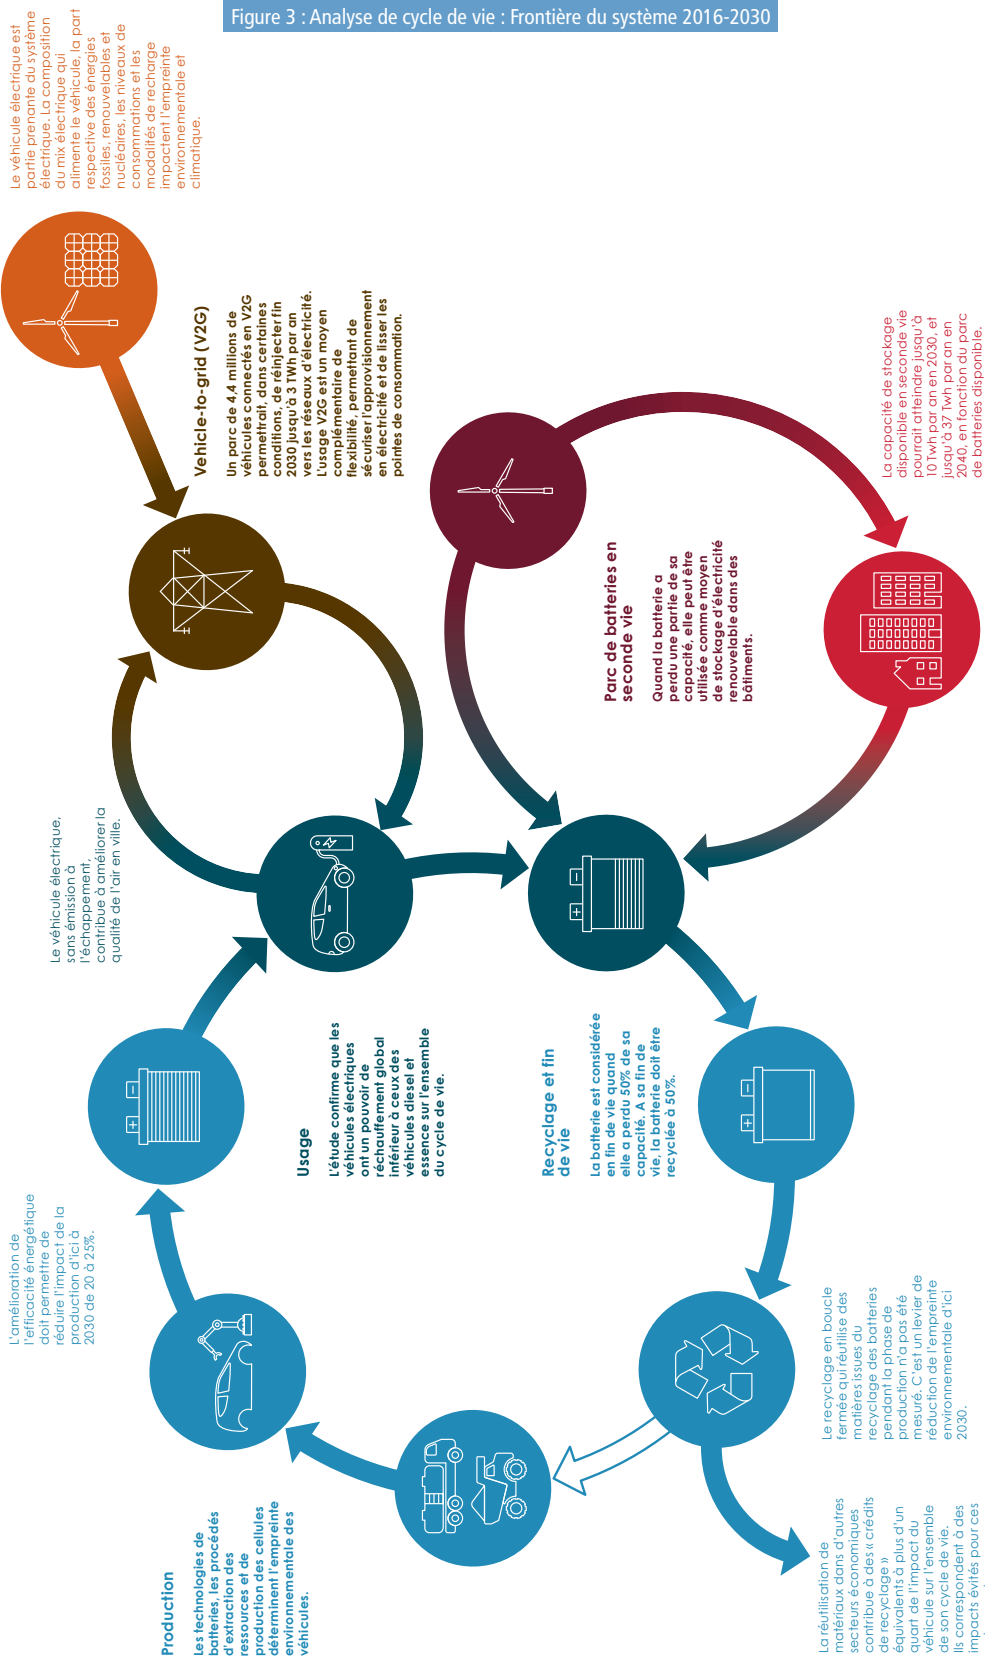 Figure 3 : Analyse de cycle de vie : Frontière du système 2016-2030
Production
Les technologies de
batteries, les procédés
d'extraction des
ressources et de
production des cellules
déterminent l'empreinte
environnementale des
véhicules.
L'amélioration de
l'efficacité énergétique
doit permettre de
réduire l'impact de la
production d'ici à
2030 de 20 à 25%.
Usage
L'étude confirme que les
véhicules électriques
ont un pouvoir de
réchauffement global
inférieur à ceux des
véhicules diesel et
essence sur l'ensemble
du cycle de vie.
Le véhicule électrique,
sans émission à
l'échappement,
contribue à améliorer la
qualité de l'air en ville.
Vehicle-to-grid (V2G)
Un parc de 4.4 millions de
véhicules connectés en V2G
permettrait, dans certaines
conditions, de réinjecter fin
2030 jusqu'à 3 TWh par an
vers les réseaux d'électricité.
L'usage V2G est un moyen
complémentaire de
flexibilité, permettant de
sécuriser l'approvisionnement
en électricité et de lisser les
pointes de consommation.
Le véhicule électrique est
partie prenante du système
électrique. La composition
du mix électrique qui
alimente le véhicule, la part
respective des énergies
fossiles, renouvelables et
nucléaires, les niveaux de
consommations et les
modalités de recharge
impactent l'empreinte
environnementale et
climatique.
Parc de batteries en
seconde vie
Quand la batterie a
perdu une partie de sa
capacité, elle peut être
utilisée comme moyen
de stockage d'électricité
renouvelable dans des
bâtiments.
La capacité de stockage
disponible en seconde vie
pourrait atteindre jusqu'à
10 Twh par an en 2030, et
jusqu'à 37 Twh par an en
2040, en fonction du parc
de batteries disponible.
Recyclage et fin
de vie
La batterie est considérée
en fin de vie quand
elle a perdu 50% de sa
capacité. A sa fin de
vie, la batterie doit être
recyclée à 50%.
Le recyclage en boucle
fermée qui réutilise des
matières issues du
recyclage des batteries
pendant la phase de
production n'a pas été
mesuré. C'est un levier de
réduction de l'empreinte
environnementale d'ici
2030.
La réutilisation de
matériaux dans d'autres
secteurs économiques
contribue à des « crédits
de recyclage »
équivalents à plus d'un
quart de l'impact du
véhicule sur l'ensemble
de son cycle de vie.
Ils correspondent à des
impacts évités pour ces